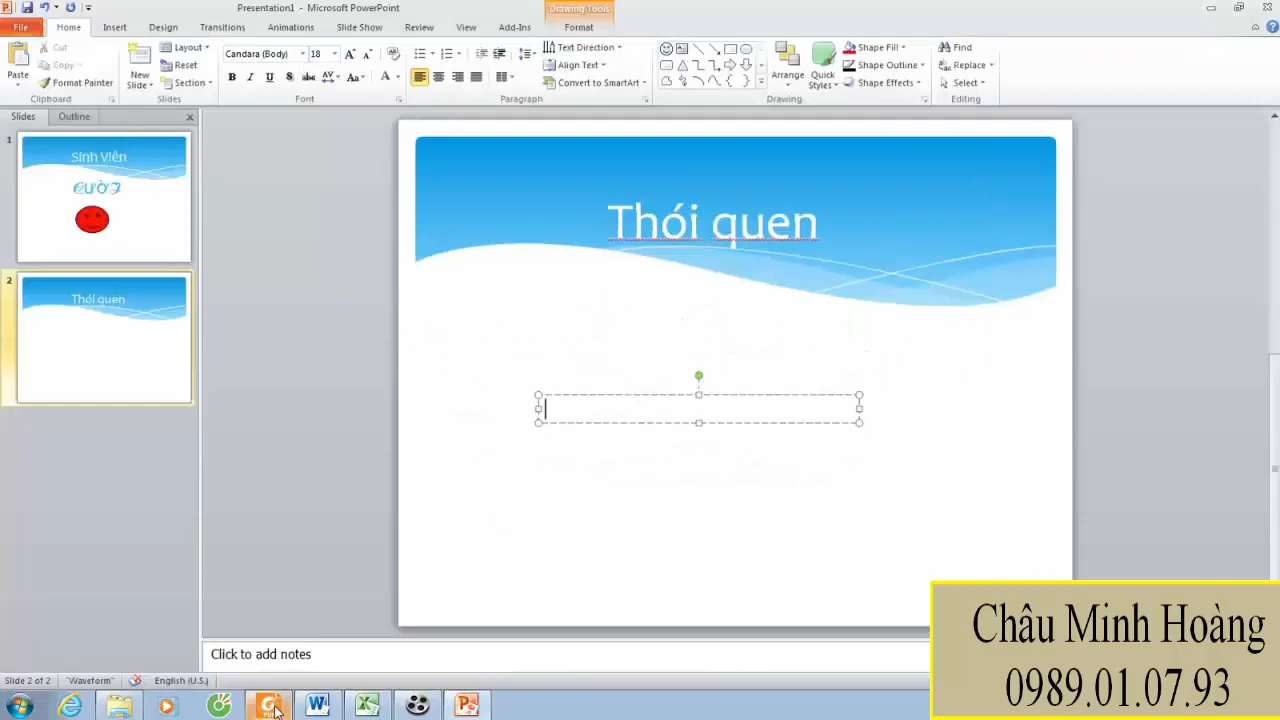 Presentation1 - Microsoft PowerPoint
Drawing Tools
File
Home
Insert
Design
Transitions
Animations
Slide Show
Review
View
Add-Ins
Format
Paste
Cut
Copy
Format Painter
Clipboard
New
Slide
Layout
Reset
Section
Slides
Candara (Body)
18
Font
Text Direction
Align Text
Convert to SmartArt
Paragraph
Arrange
Quick
Styles
Shape Fill
Shape Outline
Shape Effects
Drawing
Find
Replace
Select
Editing
Slides
Outline
1
Sinh Viên
2
Thói quen
Thói quen
Click to add notes
Slide 2 of 2
"Waveform"
English (U.S.)
Châu Minh Hoàng
0989.01.07.93